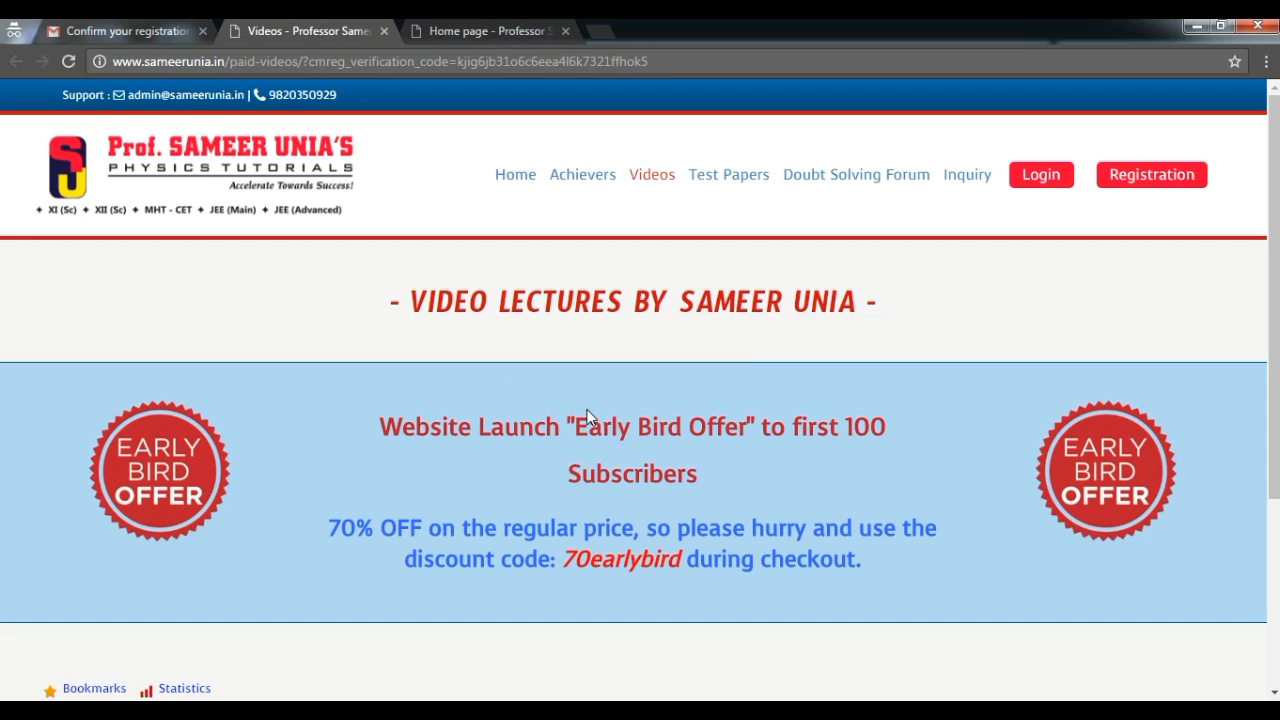 Confirm your registration
Videos - Professor Same
Home page - Professor S
www.sameerunia.in/paid-videos/?cmreg_verification_code=kjig6jb31o6c6eea4l6k7321ffhok5
Support : admin@sameerunia.in | 9820350929
SU
Prof. SAMEER UNIA'S
PHYSICS TUTORIALS
Accelerate Towards Success!
✦ XI (Sc) ✦ XII (Sc) ✦ MHT - CET ✦ JEE (Main) ✦ JEE (Advanced)
Home Achievers Videos Test Papers Doubt Solving Forum Inquiry Login Registration
- VIDEO LECTURES BY SAMEER UNIA -
EARLY
BIRD
OFFER
Website Launch "Early Bird Offer" to first 100
Subscribers
70% OFF on the regular price, so please hurry and use the
discount code: 70earlybird during checkout.
EARLY
BIRD
OFFER
Bookmarks Statistics